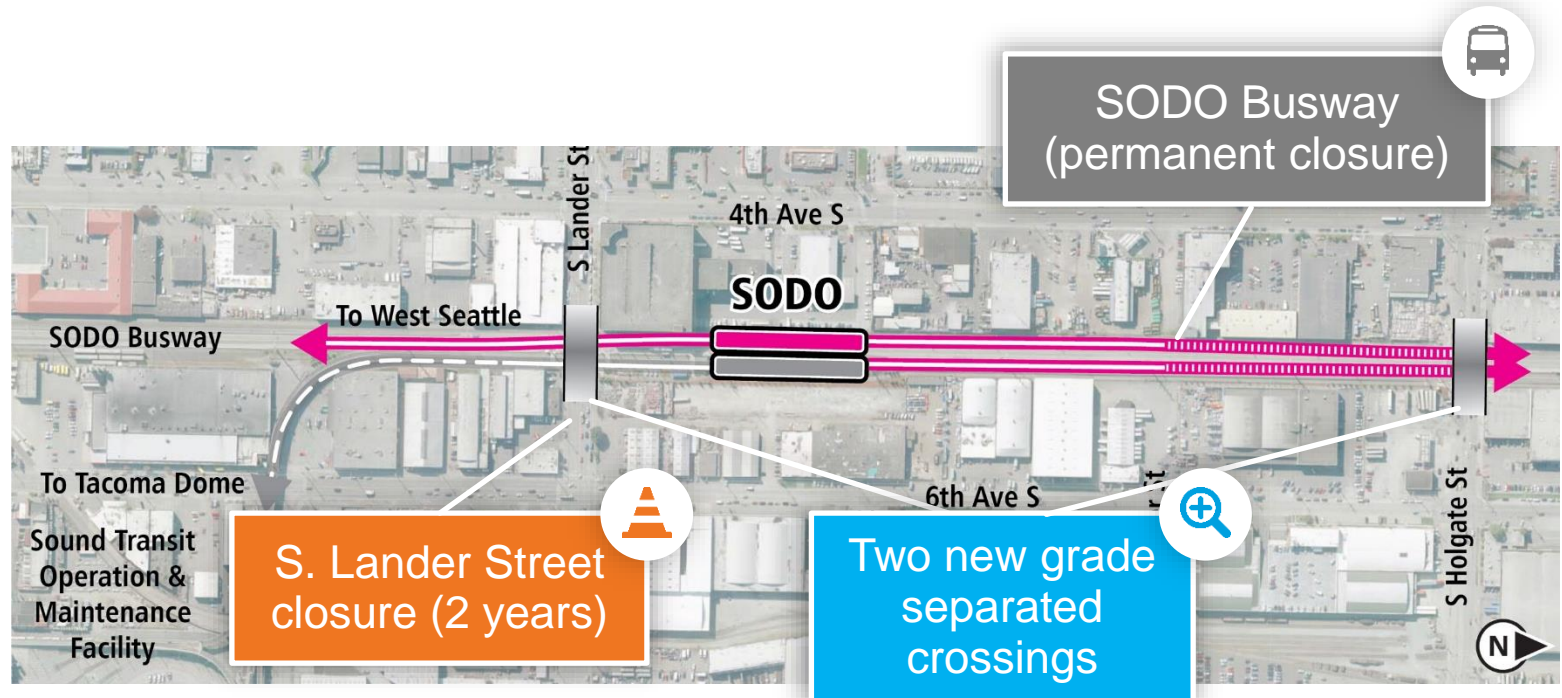 SODO Busway
(permanent closure)
S Lander St
4th Ave S
SODO
To West Seattle
SODO Busway
To Tacoma Dome
6th Ave S
Sound Transit
Operation &
Maintenance
Facility
S. Lander Street
closure (2 years)
Two new grade
separated
crossings
S Holgate St
N